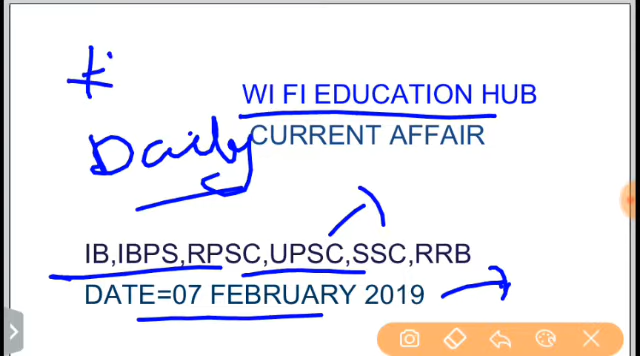 WI FI EDUCATION HUB
Daily CURRENT AFFAIR
IB,IBPS,RPSC,UPSC,SSC,RRB
DATE=07 FEBRUARY 2019